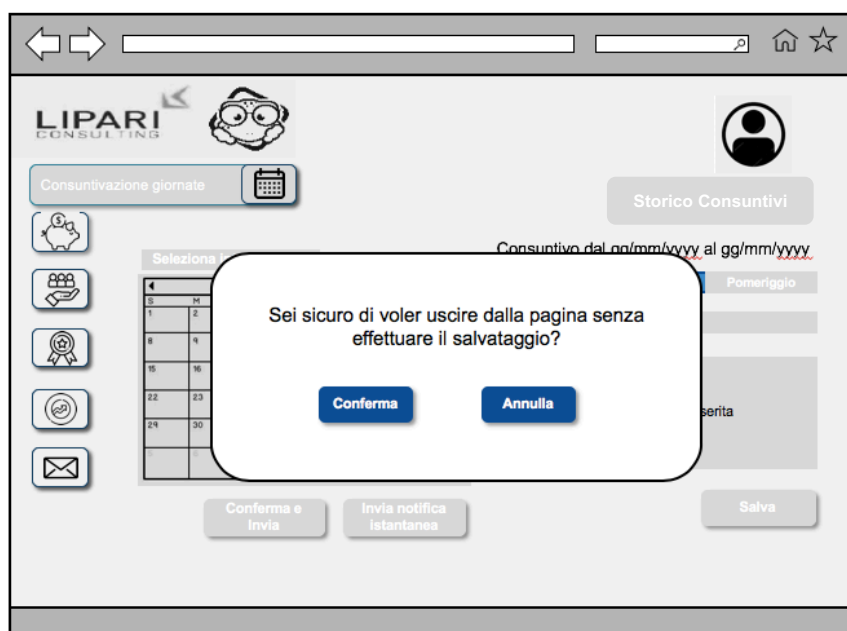 LIPARI
CONSULTING
Consuntivazione giornate
Storico Consuntivi
Consuntivo dal gg/mm/yyyy al gg/mm/yyyy
Seleziona
Pomeriggio
S M
1 2
8 9
15 16
22 23
29 30
Sei sicuro di voler uscire dalla pagina senza
effettuare il salvataggio?
Conferma Annulla
serita
Conferma e
Invia
Invia notifica
istantanea
Salva